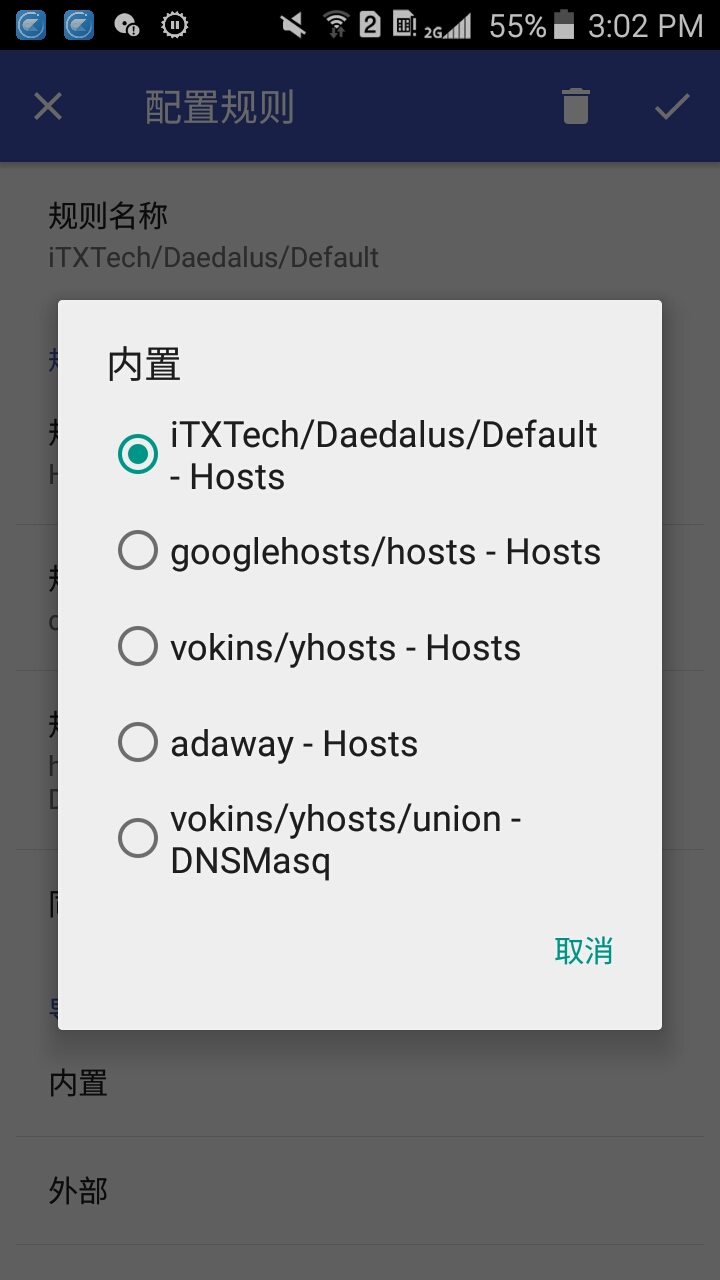 2
2G
55%
3:02 PM
配置规则
规则名称
iTXTech/Daedalus/Default
内置
iTXTech/Daedalus/Default
- Hosts
googlehosts/hosts - Hosts
vokins/yhosts - Hosts
adaway - Hosts
vokins/yhosts/union -
DNSMasq
取消
内置
外部